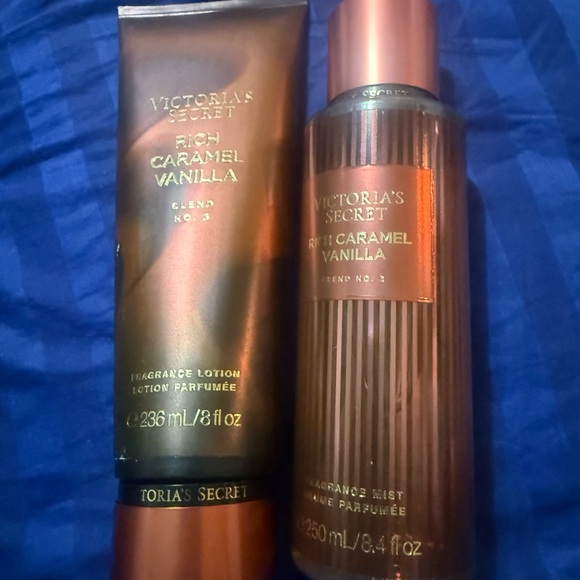 VICTORIA'S
SECRET
RICH
CARAMEL
VANILLA
BLEND
NO. 3
FRAGRANCE LOTION
LOTION PARFUMÉE
236 mL/8 fl oz
TORIA'S SECRET
SECRET
VICTORIA'S
SECRET
RICH CARAMEL
VANILLA
BLEND NO. 3
FRAGRANCE MIST
BRUME PARFUMÉE
250 mL/8.4 fl oz